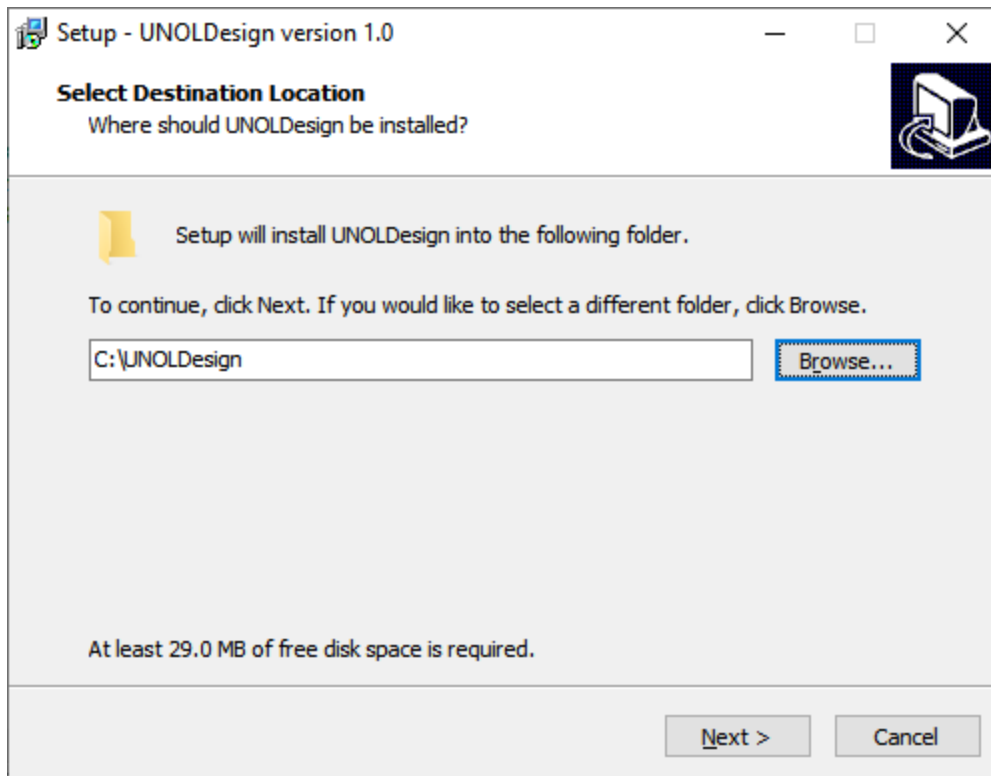 Setup - UNOLDesign version 1.0
Select Destination Location
Where should UNOLDesign be installed?
Setup will install UNOLDesign into the following folder.
To continue, click Next. If you would like to select a different folder, click Browse.
C:\UNOLDesign
Browse...
At least 29.0 MB of free disk space is required.
Next >
Cancel